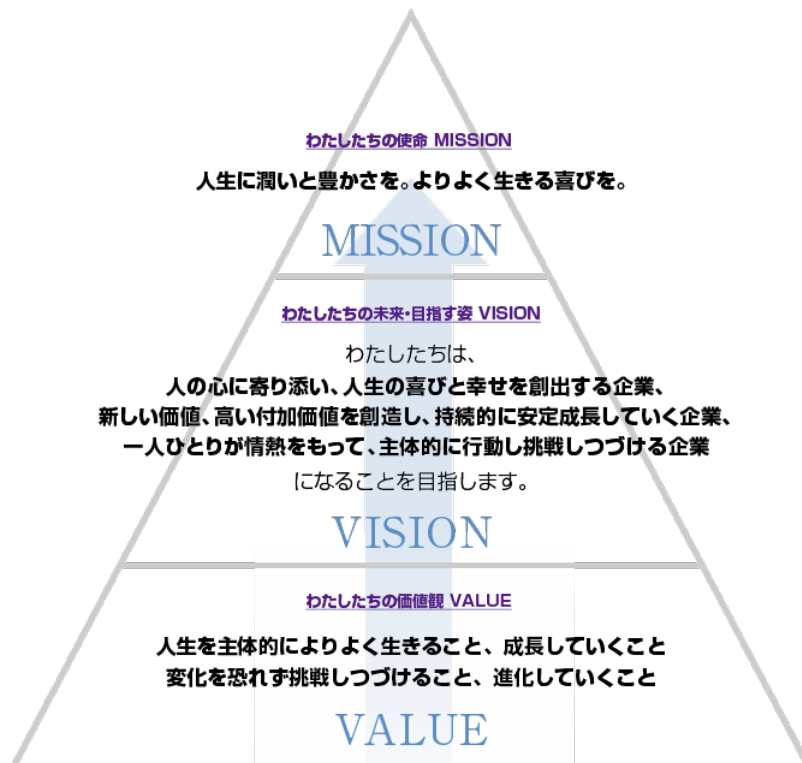 わたしたちの使命 MISSION
人生に潤いと豊かさを。よりよく生きる喜びを。
MISSION
わたしたちの未来・目指す姿 VISION
わたしたちは、
人の心に寄り添い、人生の喜びと幸せを創出する企業、
新しい価値、高い付加価値を創造し、持続的に安定成長していく企業、
一人ひとりが情熱をもって、主体的に行動し挑戦しつづける企業
になることを目指します。
VISION
わたしたちの価値観 VALUE
人生を主体的によりよく生きること、成長していくこと
変化を恐れず挑戦しつづけること、進化していくこと
VALUE